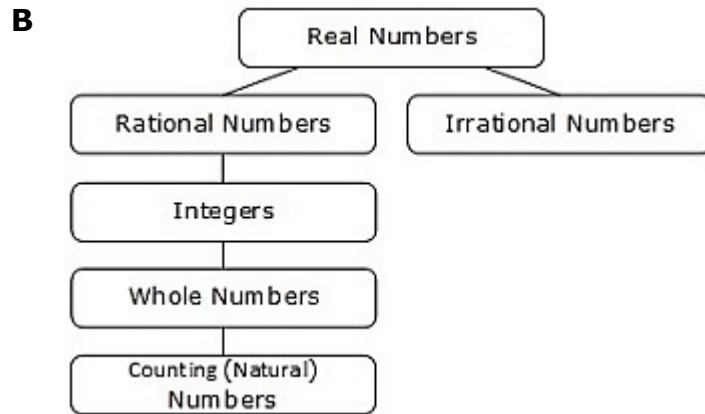 B
Real Numbers
Rational Numbers
Irrational Numbers
Integers
Whole Numbers
Counting (Natural)
Numbers